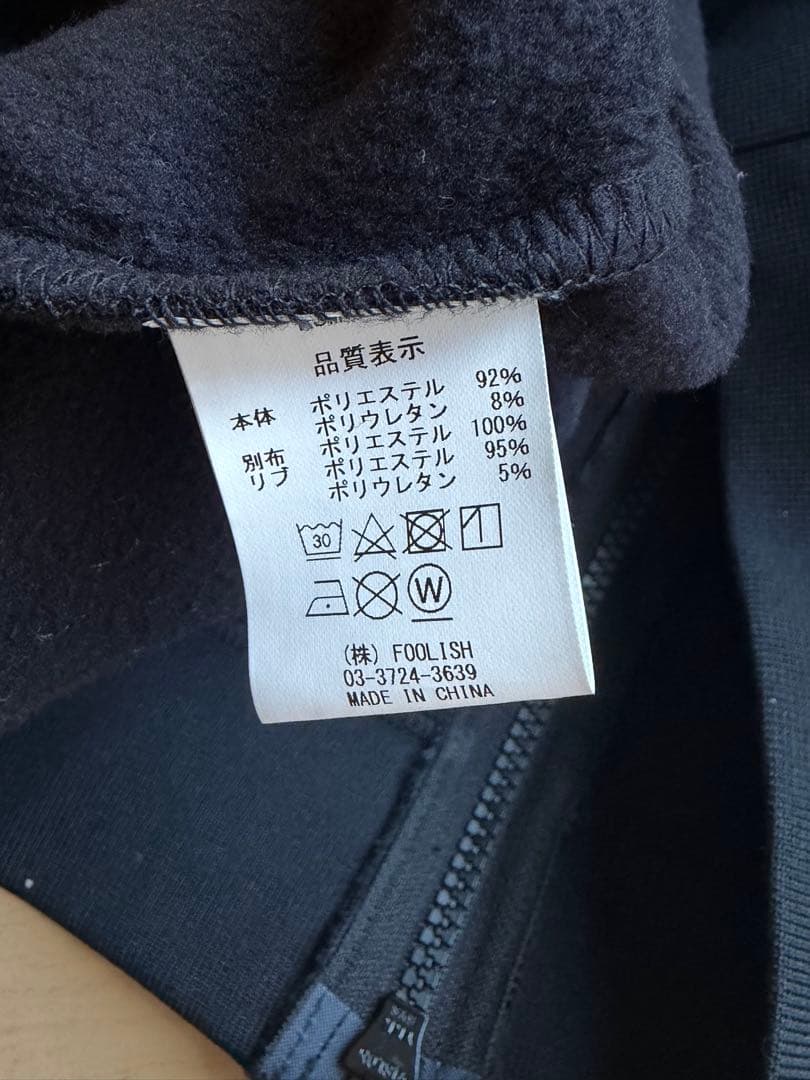 品質表示
本体 ポリエステル 92%
ポリウレタン 8%
別布 ポリエステル 100%
リブ ポリエステル 95%
ポリウレタン 5%
30
W
(株) FOOLISH
03-3724-3639
MADE IN CHINA